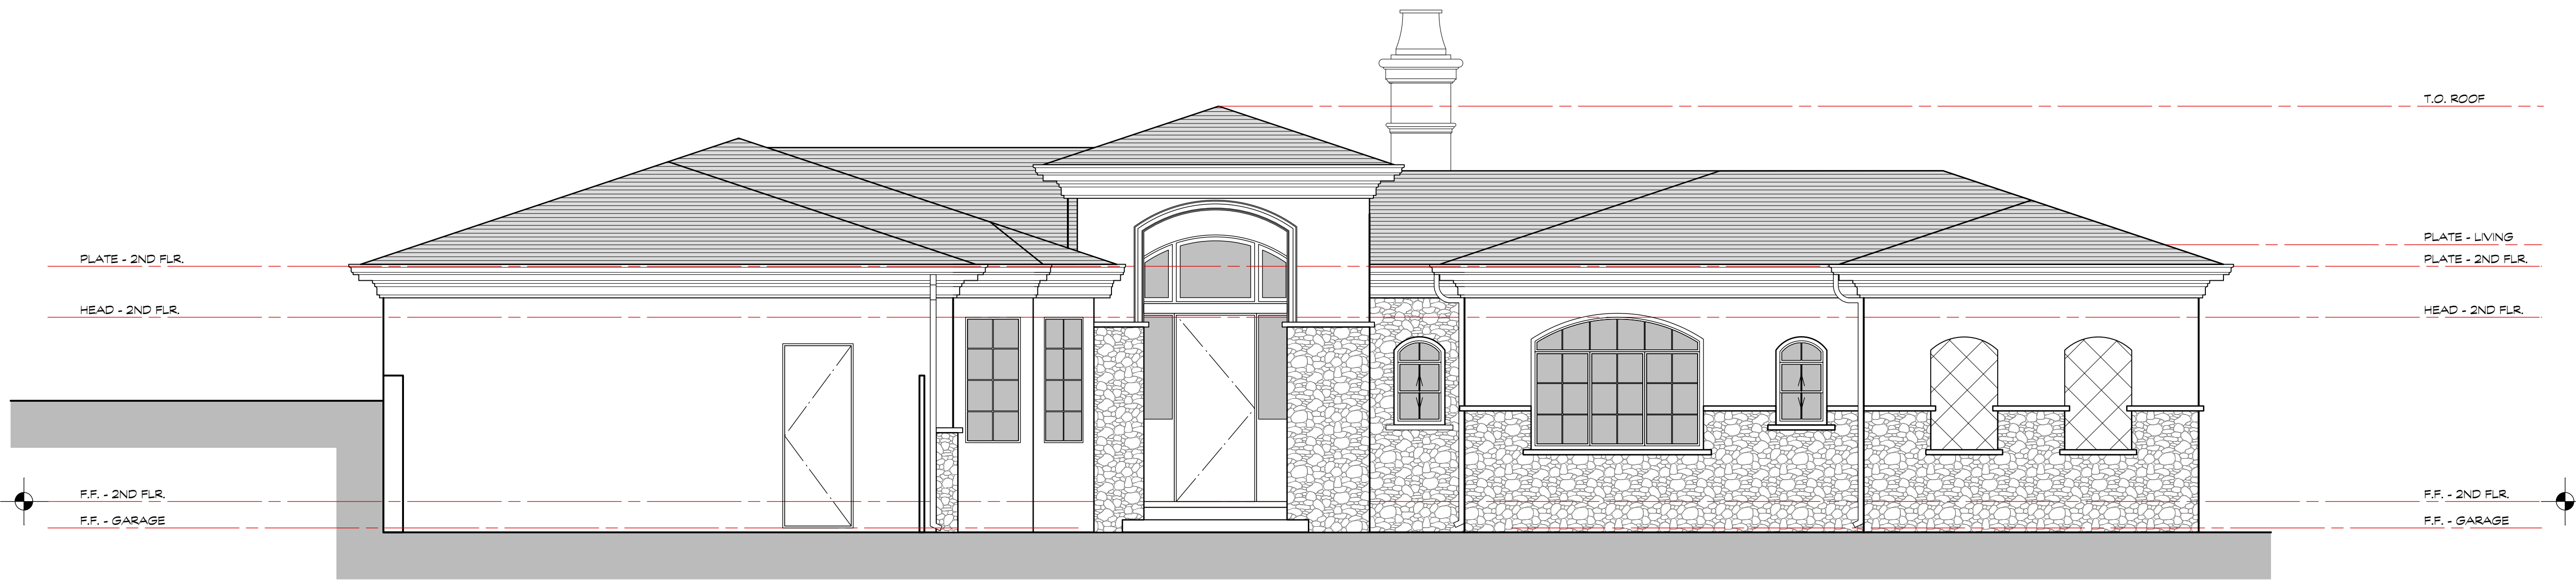 T.O. ROOF
PLATE - LIVING
PLATE - 2ND FLR.
PLATE - 2ND FLR.
HEAD - 2ND FLR.
HEAD - 2ND FLR.
F.F. - 2ND FLR.
F.F. - 2ND FLR.
F.F. - GARAGE
F.F. - GARAGE